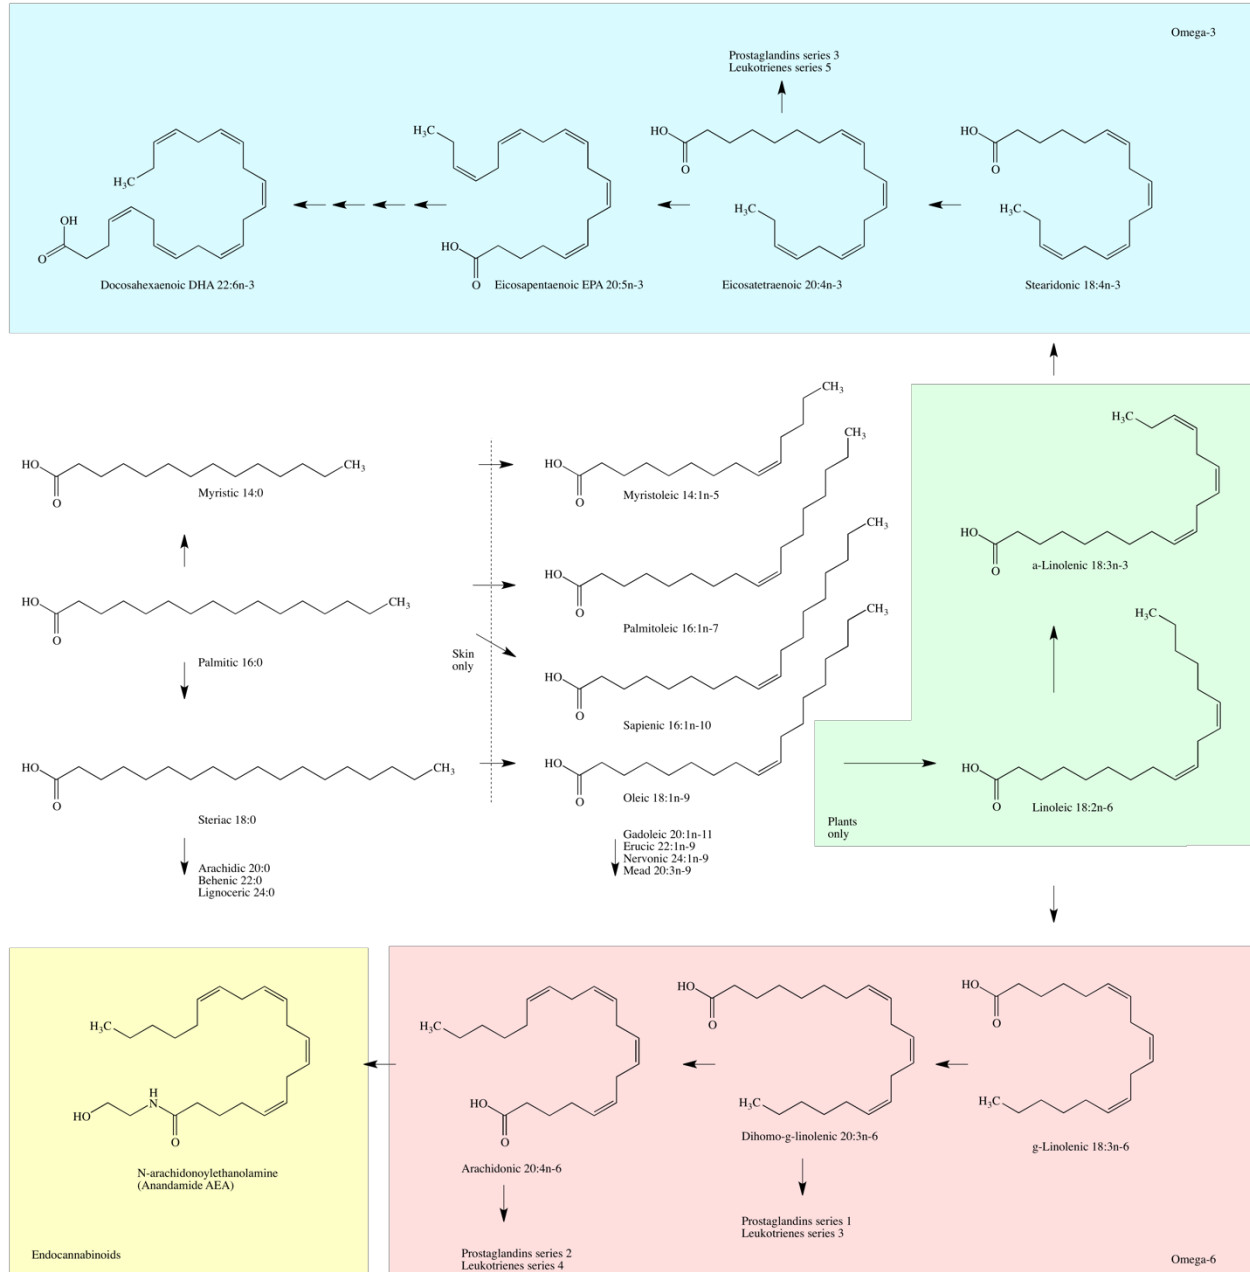 Omega-3
Prostaglandins series 3
Leukotrienes series 5
H₃C
OH
O
Docosahexaenoic DHA 22:6n-3
H₃C
HO
O
Eicosapentaenoic EPA 20:5n-3
HO
O
H₃C
Eicosatetraenoic 20:4n-3
HO
O
H₃C
Stearidonic 18:4n-3
HO
O
CH₃
Myristic 14:0
HO
O
CH₃
Palmitic 16:0
HO
O
CH₃
Steriac 18:0
Arachidic 20:0
Behenic 22:0
Lignoceric 24:0
Skin
only
CH₃
HO
O
Myristoleic 14:1n-5
CH₃
HO
O
Palmitoleic 16:1n-7
CH₃
HO
O
Sapienic 16:1n-10
CH₃
HO
O
Oleic 18:1n-9
Gadoleic 20:1n-11
Erucic 22:1n-9
Nervonic 24:1n-9
Mead 20:3n-9
H₃C
HO
O
a-Linolenic 18:3n-3
H₃C
HO
O
Linoleic 18:2n-6
Plants
only
H₃C
HO
H
N
O
N-arachidonoylethanolamine
(Anandamide AEA)
Endocannabinoids
H₃C
HO
O
Arachidonic 20:4n-6
Prostaglandins series 2
Leukotrienes series 4
HO
O
H₃C
Dihomo-g-linolenic 20:3n-6
Prostaglandins series 1
Leukotrienes series 3
HO
O
H₃C
g-Linolenic 18:3n-6
Omega-6